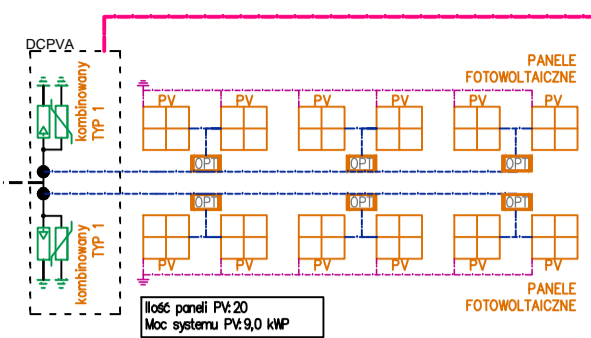 DCPVA
PANELE
FOTOWOLTAICZNE
kombinowany
TYP 1
PV PV PV PV PV PV
OPT OPT OPT
OPT OPT OPT
kombinowany
TYP 1
PV PV PV PV PV PV
PANELE
FOTOWOLTAICZNE
Ilość paneli PV: 20
Moc systemu PV: 9,0 kWP